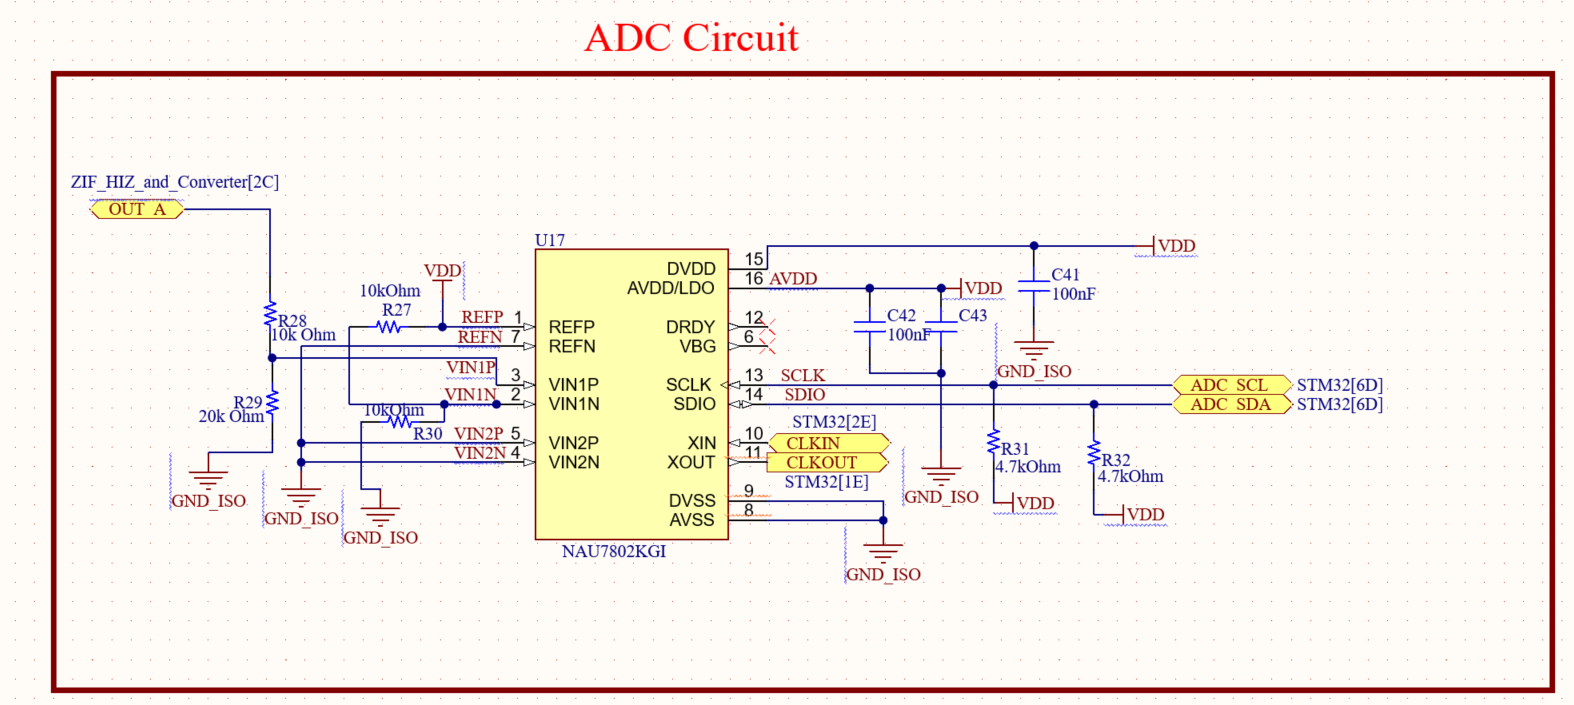 ADC Circuit
ZIF_HIZ_and_Converter[2C]
OUT_A
R28
10k Ohm
R29
20k Ohm
GND_ISO
GND_ISO
GND_ISO
VDD
10kOhm
R27
REFP
REFN
VIN1P
VIN1N
10kOhm
R30
VIN2P
VIN2N
1
7
3
2
5
4
U17
REFP
REFN
VIN1P
VIN1N
VIN2P
VIN2N
DVDD
AVDD/LDO
DRDY
VBG
SCLK
SDIO
XIN
XOUT
DVSS
AVSS
NAU7802KGI
15
16
12
6
13
14
10
11
9
8
AVDD
VDD
VDD
C41
100nF
GND_ISO
C42
100nF
C43
SCLK
SDIO
ADC_SCL
STM32[6D]
ADC_SDA
STM32[6D]
STM32[2E]
CLKIN
CLKOUT
STM32[1E]
GND_ISO
GND_ISO
R31
4.7kOhm
VDD
R32
4.7kOhm
VDD